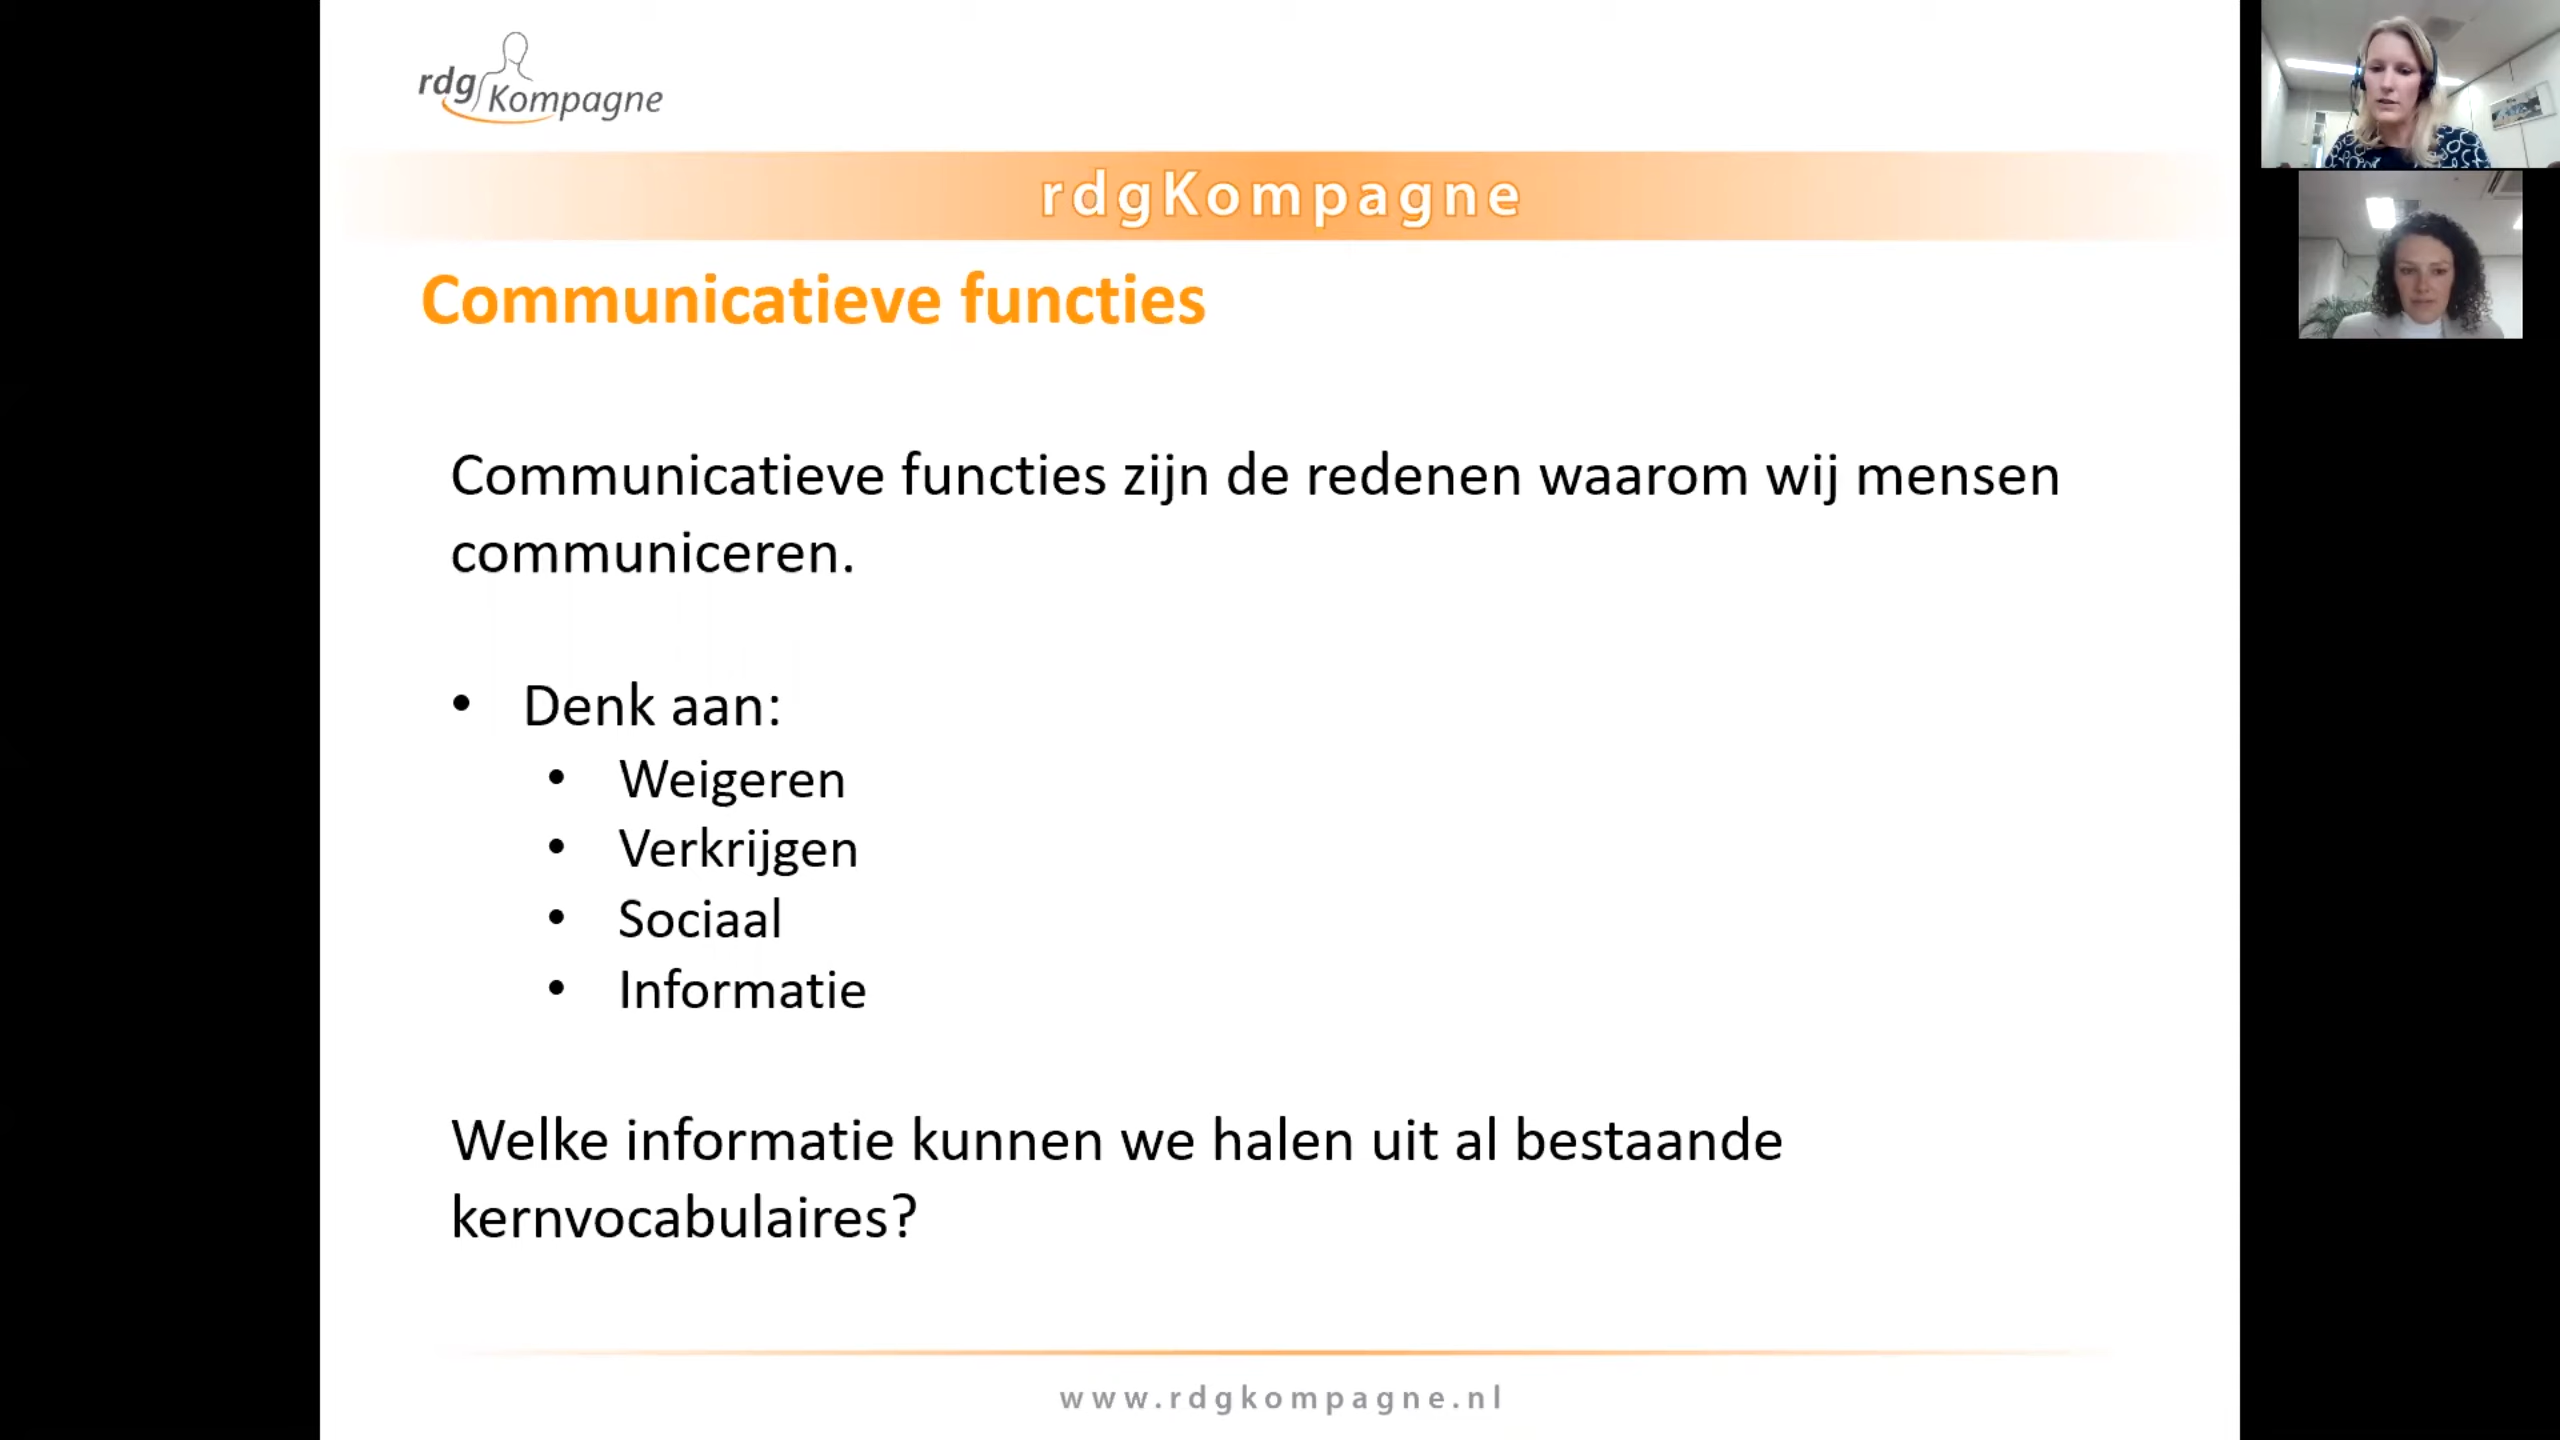 rdg Kompagne
rdgKompagne
Communicatieve functies
Communicatieve functies zijn de redenen waarom wij mensen
communiceren.
• Denk aan:
• Weigeren
• Verkrijgen
• Sociaal
• Informatie
Welke informatie kunnen we halen uit al bestaande
kernvocabulaires?
www.rdgkompagne.nl